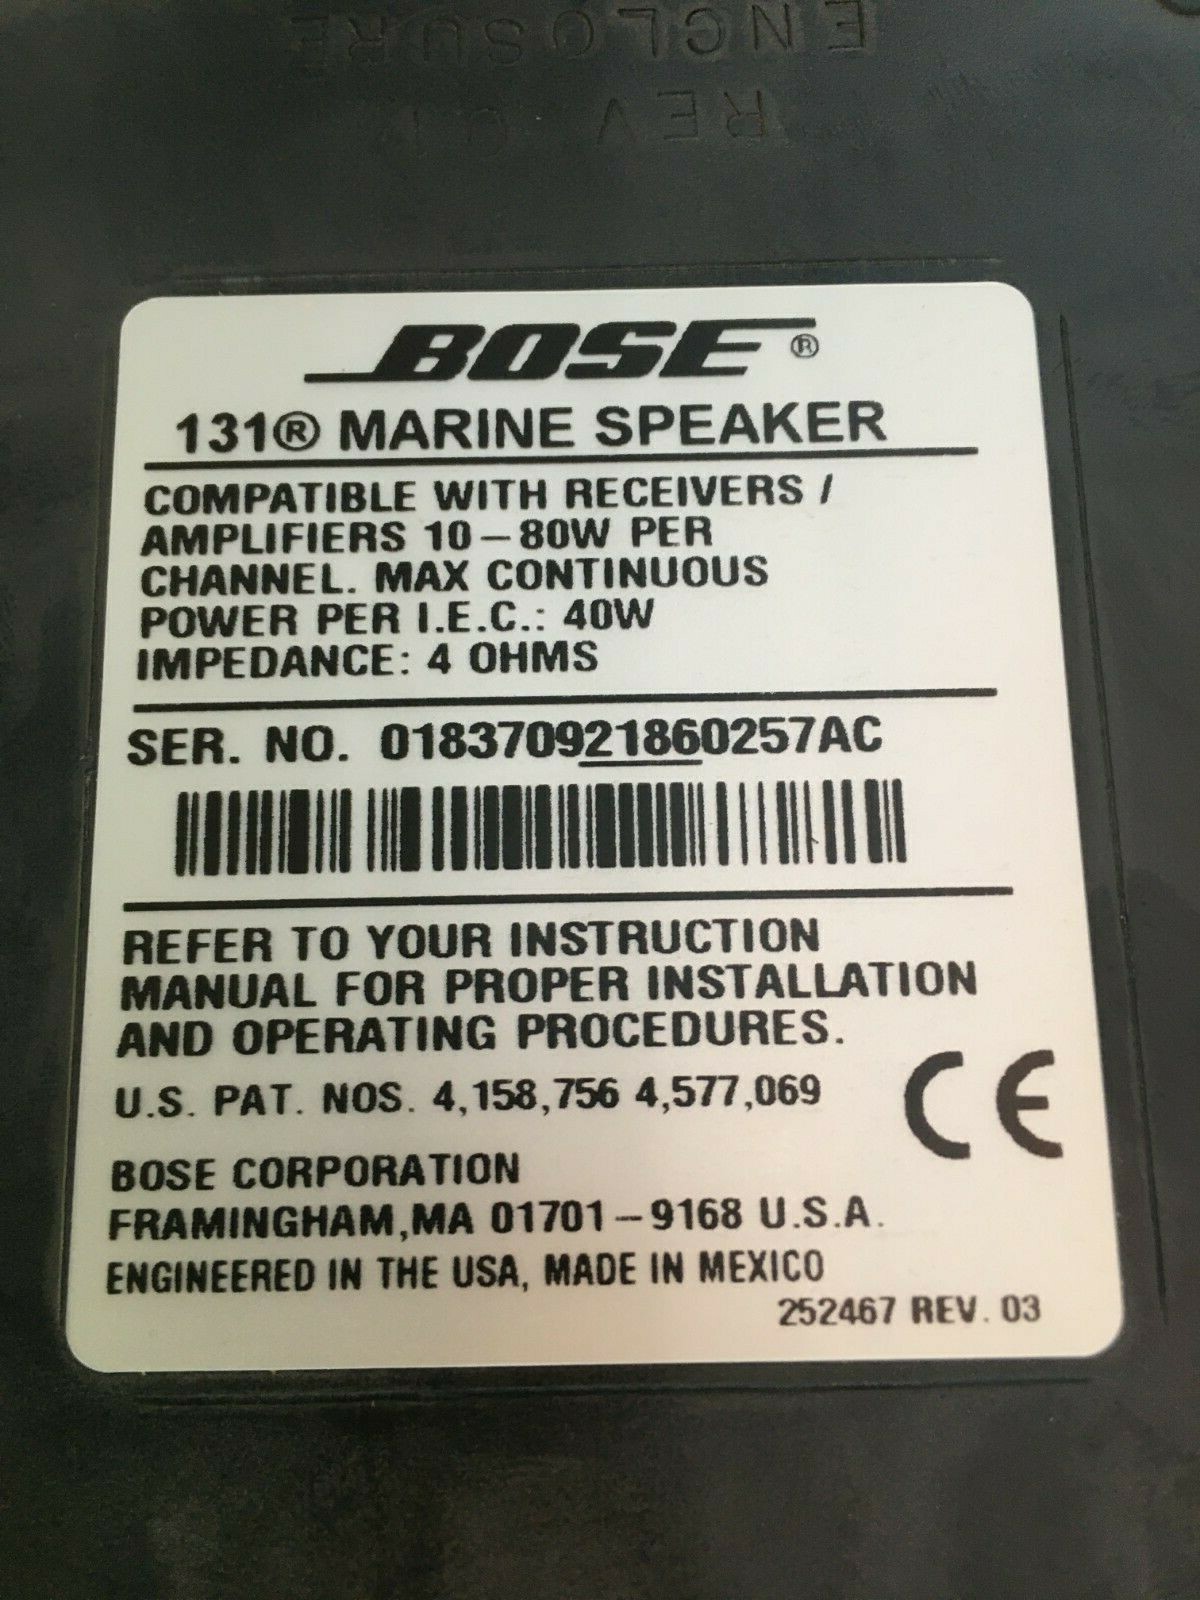 ENCLOSURE
REV 01
BOSE®
131® MARINE SPEAKER
COMPATIBLE WITH RECEIVERS /
AMPLIFIERS 10–80W PER
CHANNEL. MAX CONTINUOUS
POWER PER I.E.C.: 40W
IMPEDANCE: 4 OHMS
SER. NO. 018370921860257AC
REFER TO YOUR INSTRUCTION
MANUAL FOR PROPER INSTALLATION
AND OPERATING PROCEDURES.
U.S. PAT. NOS. 4,158,756 4,577,069
CE
BOSE CORPORATION
FRAMINGHAM,MA 01701–9168 U.S.A.
ENGINEERED IN THE USA, MADE IN MEXICO
252467 REV. 03